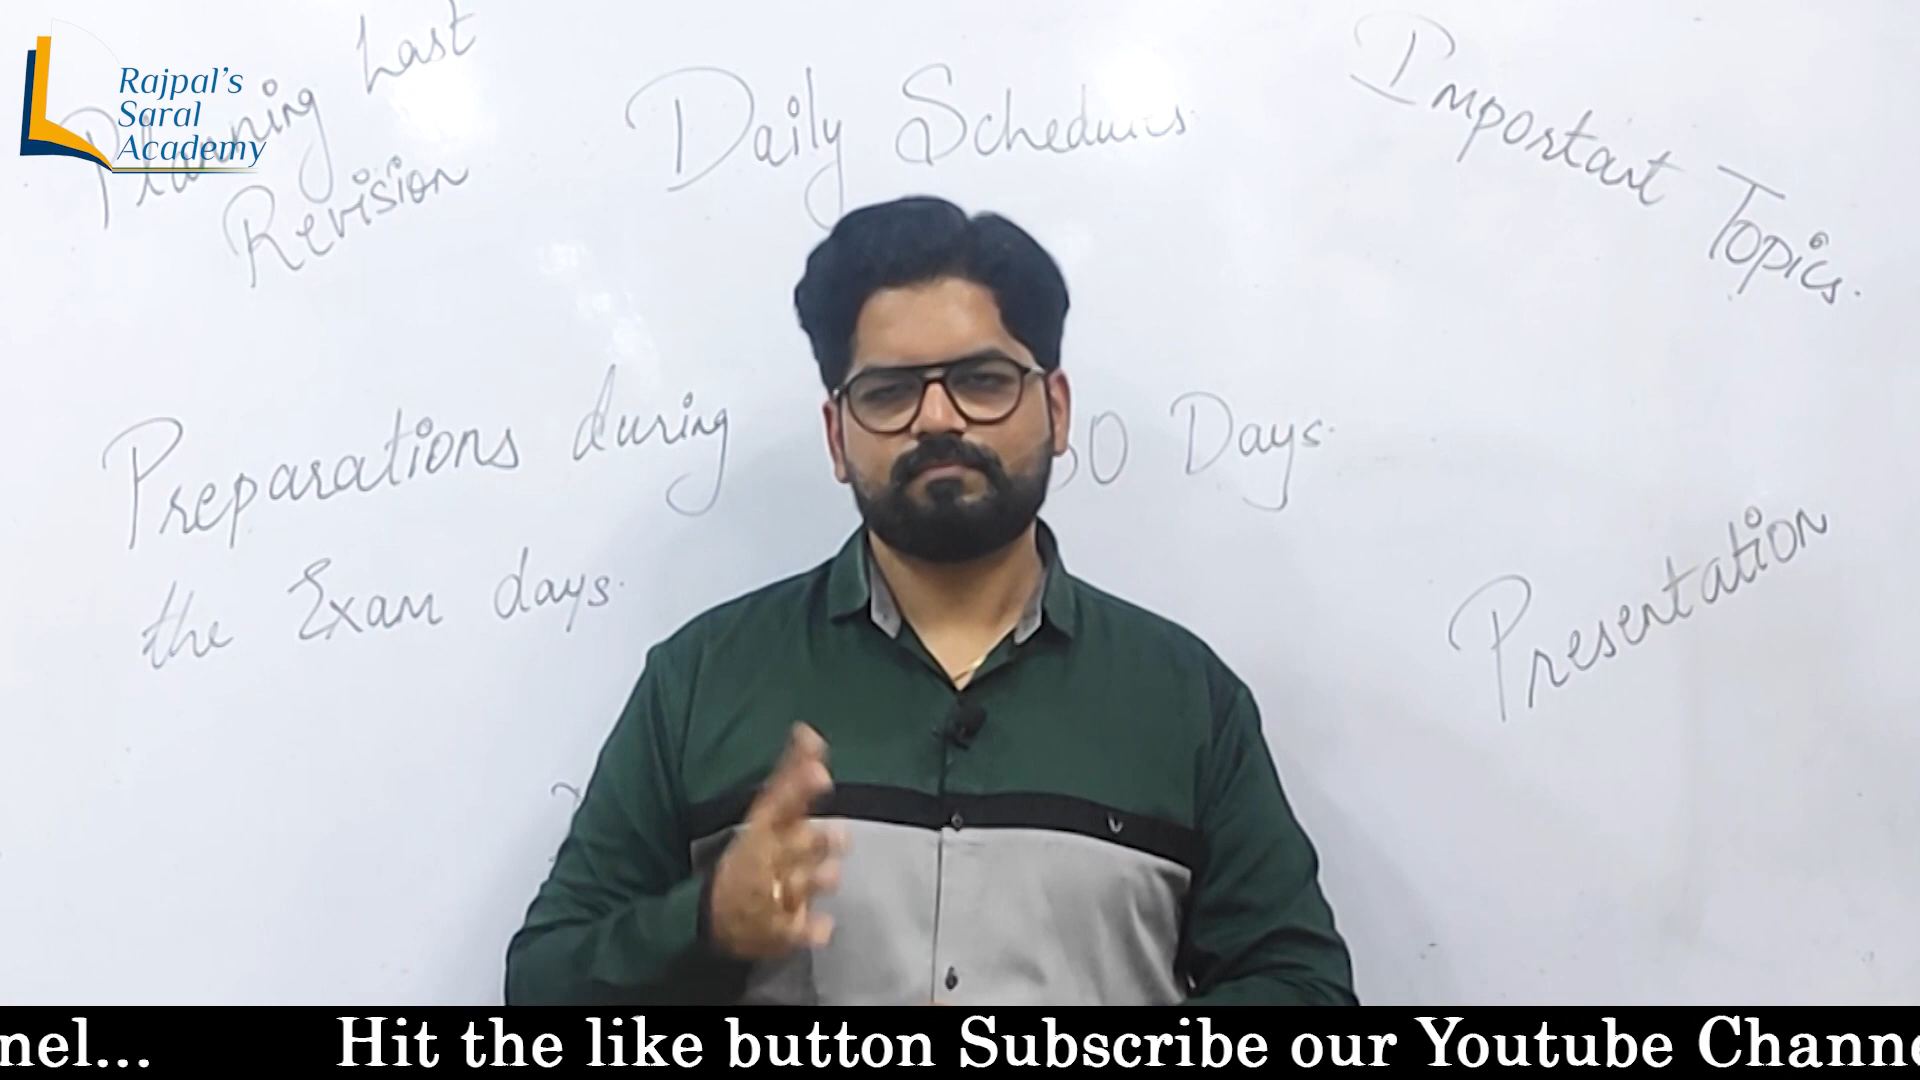 Rajpal's
Saral
Academy
Planning Last
Revision
Daily Schedules
Important Topics.
Preparations during
the Exam days.
30 Days.
Presentation
nel... Hit the like button Subscribe our Youtube Channe